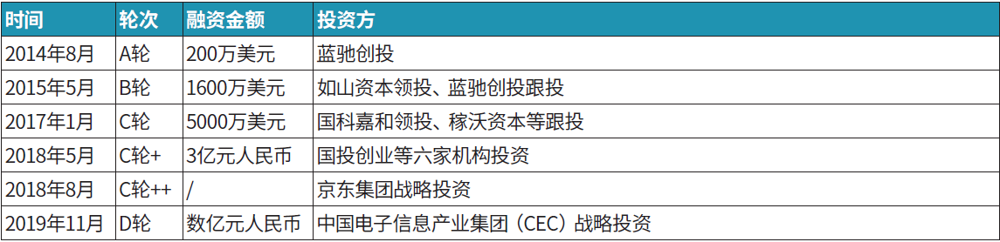 时间 轮次 融资金额 投资方
2014年8月 A轮 200万美元 蓝驰创投
2015年5月 B轮 1600万美元 如山资本领投、蓝驰创投跟投
2017年1月 C轮 5000万美元 国科嘉和领投、稼沃资本等跟投
2018年5月 C轮+ 3亿元人民币 国投创业等六家机构投资
2018年8月 C轮++ / 京东集团战略投资
2019年11月 D轮 数亿元人民币 中国电子信息产业集团（CEC）战略投资